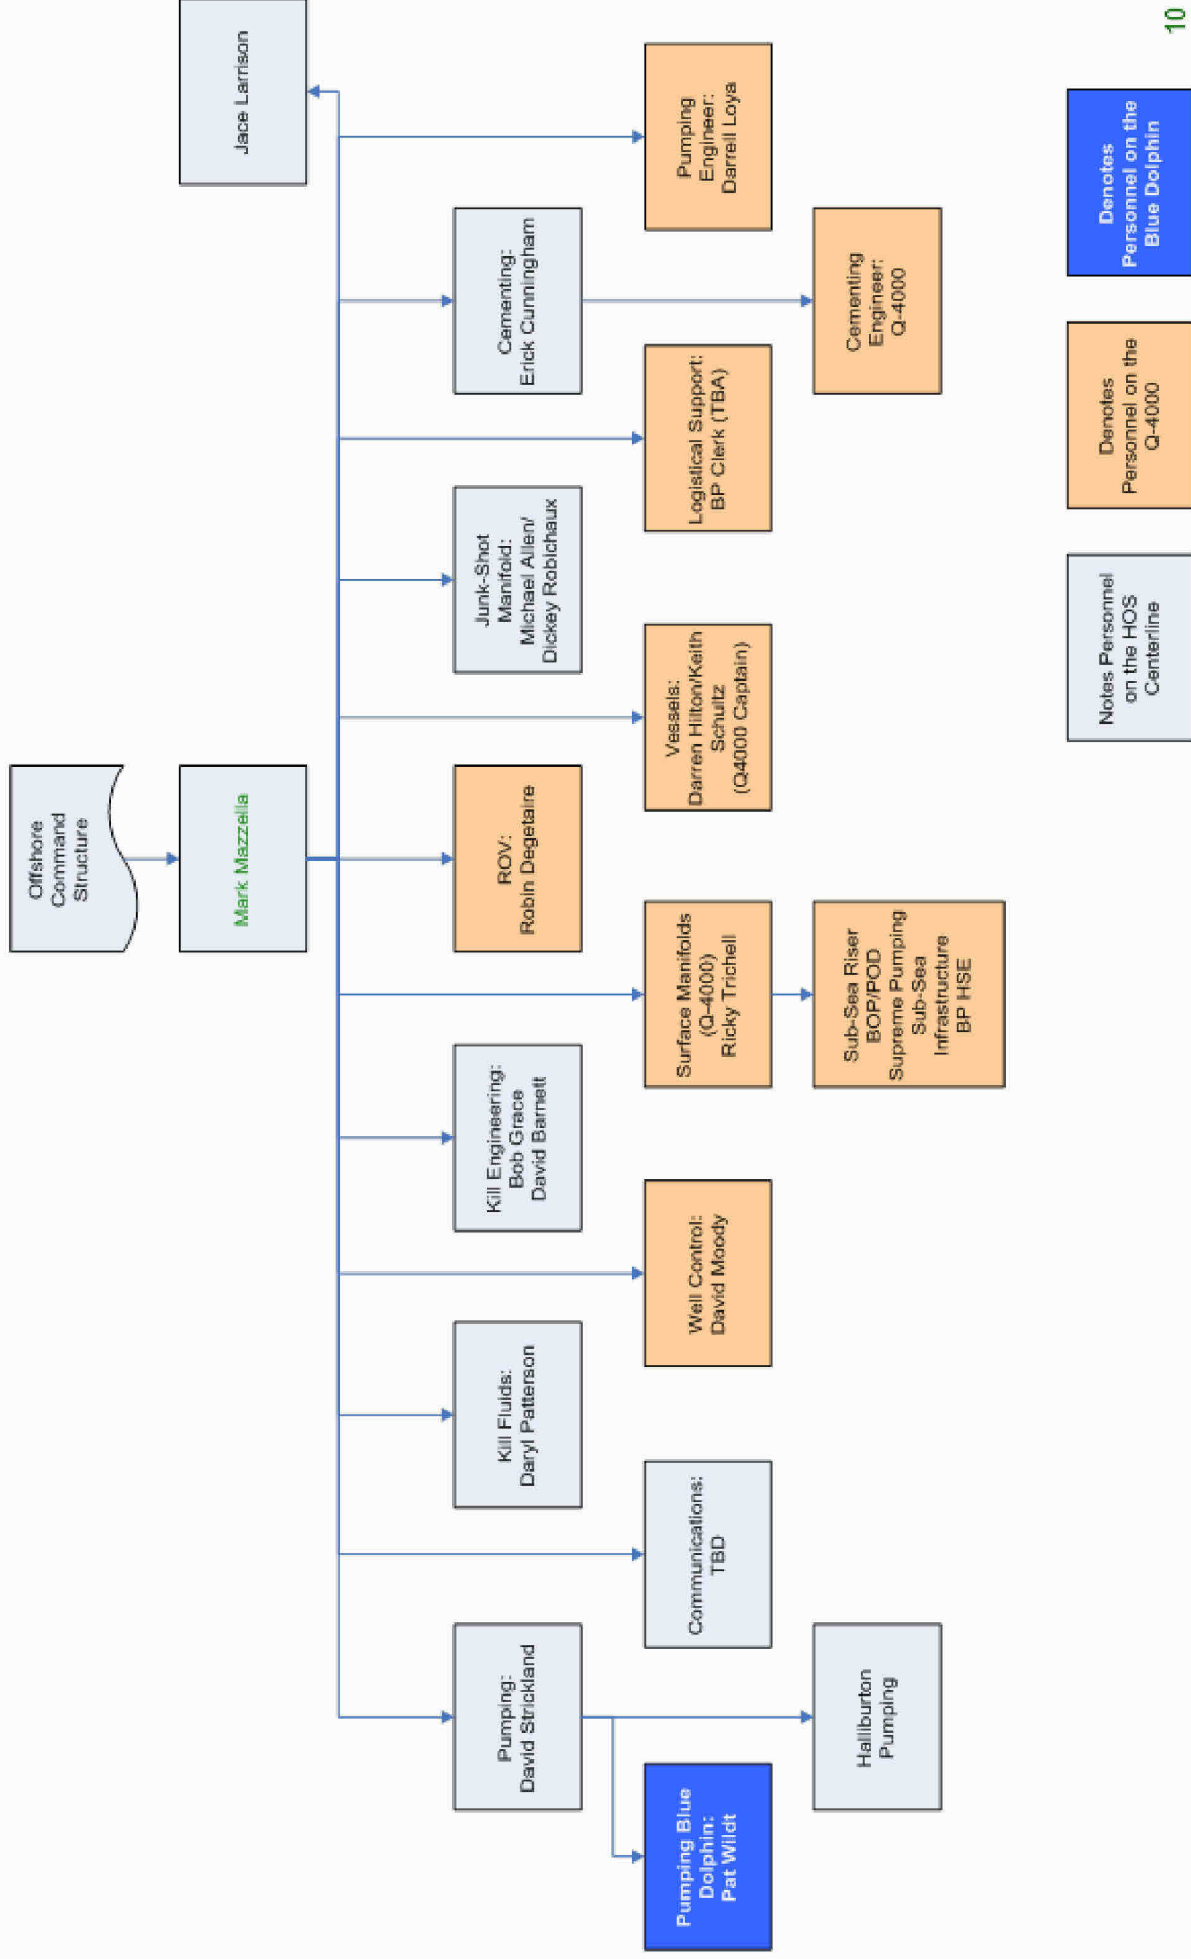 Offshore
Command
Structure
Mark Mazzella
Jace Larrison
Pumping:
David Strickland
Kill Fluids:
Daryl Patterson
Kill Engineering:
Bob Grace
David Barnett
ROV:
Robin Degetaire
Junk-Shot
Manifold:
Michael Allen/
Dickey Robichaux
Cementing:
Erick Cunningham
Pumping Blue
Dolphin:
Pat Wildt
Communications:
TBD
Well Control:
David Moody
Surface Manifolds
(Q-4000)
Ricky Trichell
Vessels:
Darren Hilton/Keith
Schultz
(Q4000 Captain)
Logistical Support:
BP Clerk (TBA)
Pumping
Engineer:
Darrell Loya
Halliburton
Pumping
Sub-Sea Riser
BOP/POD
Supreme Pumping
Sub-Sea
Infrastructure
BP HSE
Cementing
Engineer:
Q-4000
Notes Personnel
on the HOS
Centerline
Denotes
Personnel on the
Q-4000
Denotes
Personnel on the
Blue Dolphin
10